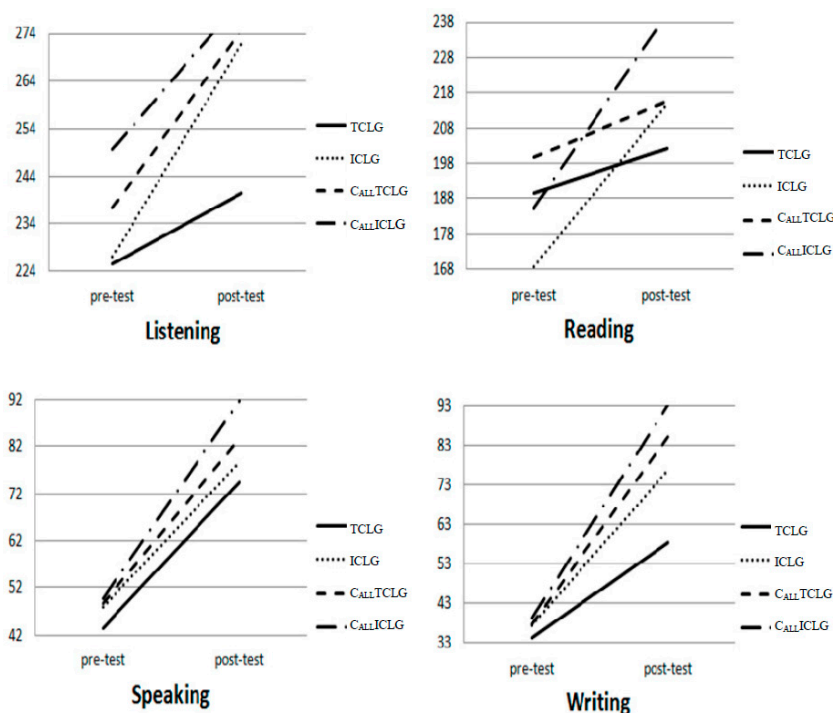 274
264
254
244
234
224
pre-test
post-test
Listening
TCLG
ICLG
CALLTCLG
CALLICLG
238
228
218
208
198
188
178
168
pre-test
post-test
Reading
TCLG
ICLG
CALLTCLG
CALLICLG
92
82
72
62
52
42
pre-test
post-test
Speaking
TCLG
ICLG
CALLTCLG
CALLICLG
93
83
73
63
53
43
33
pre-test
post-test
Writing
TCLG
ICLG
CALLTCLG
CALLICLG